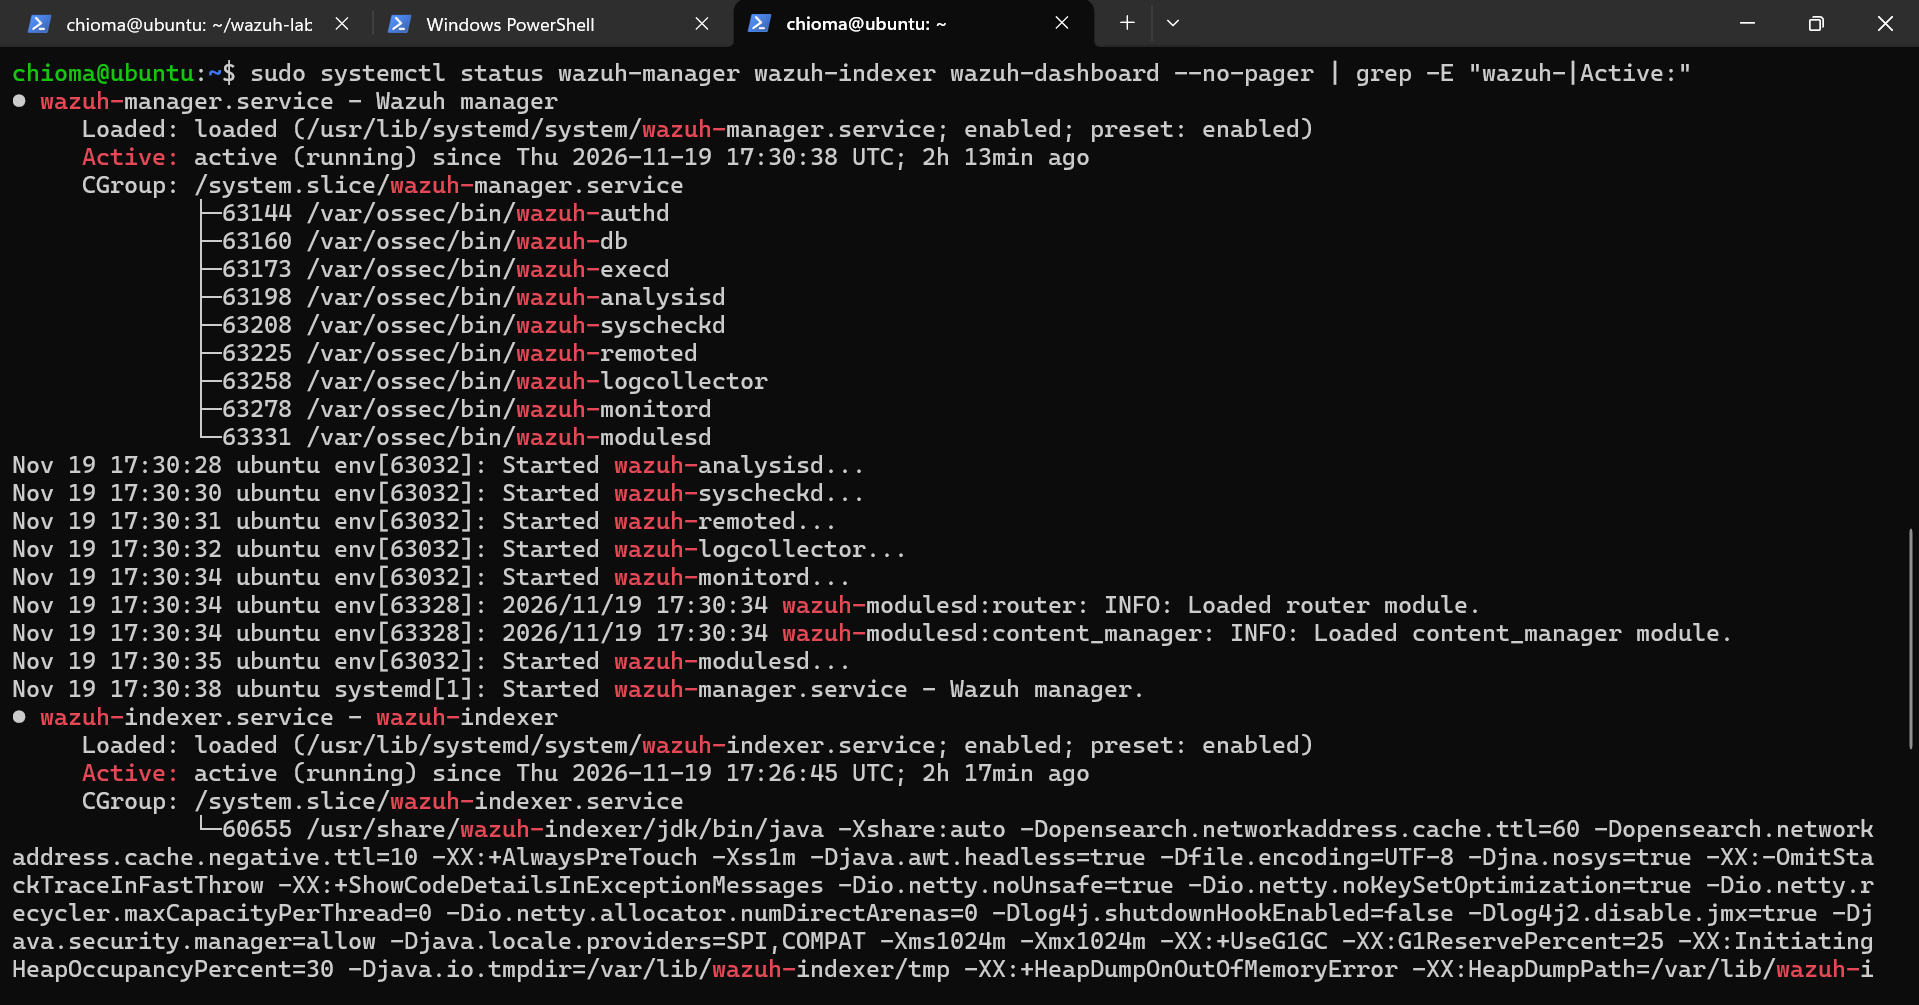 chioma@ubuntu: ~/wazuh-lab
Windows PowerShell
chioma@ubuntu: ~
chioma@ubuntu:~$ sudo systemctl status wazuh-manager wazuh-indexer wazuh-dashboard --no-pager | grep -E "wazuh-|Active:"
● wazuh-manager.service - Wazuh manager
     Loaded: loaded (/usr/lib/systemd/system/wazuh-manager.service; enabled; preset: enabled)
     Active: active (running) since Thu 2026-11-19 17:30:38 UTC; 2h 13min ago
     CGroup: /system.slice/wazuh-manager.service
             ├─63144 /var/ossec/bin/wazuh-authd
             ├─63160 /var/ossec/bin/wazuh-db
             ├─63173 /var/ossec/bin/wazuh-execd
             ├─63198 /var/ossec/bin/wazuh-analysisd
             ├─63208 /var/ossec/bin/wazuh-syscheckd
             ├─63225 /var/ossec/bin/wazuh-remoted
             ├─63258 /var/ossec/bin/wazuh-logcollector
             ├─63278 /var/ossec/bin/wazuh-monitord
             └─63331 /var/ossec/bin/wazuh-modulesd
Nov 19 17:30:28 ubuntu env[63032]: Started wazuh-analysisd...
Nov 19 17:30:30 ubuntu env[63032]: Started wazuh-syscheckd...
Nov 19 17:30:31 ubuntu env[63032]: Started wazuh-remoted...
Nov 19 17:30:32 ubuntu env[63032]: Started wazuh-logcollector...
Nov 19 17:30:34 ubuntu env[63032]: Started wazuh-monitord...
Nov 19 17:30:34 ubuntu env[63328]: 2026/11/19 17:30:34 wazuh-modulesd:router: INFO: Loaded router module.
Nov 19 17:30:34 ubuntu env[63328]: 2026/11/19 17:30:34 wazuh-modulesd:content_manager: INFO: Loaded content_manager module.
Nov 19 17:30:35 ubuntu env[63032]: Started wazuh-modulesd...
Nov 19 17:30:38 ubuntu systemd[1]: Started wazuh-manager.service - Wazuh manager.
● wazuh-indexer.service - wazuh-indexer
     Loaded: loaded (/usr/lib/systemd/system/wazuh-indexer.service; enabled; preset: enabled)
     Active: active (running) since Thu 2026-11-19 17:26:45 UTC; 2h 17min ago
     CGroup: /system.slice/wazuh-indexer.service
             └─60655 /usr/share/wazuh-indexer/jdk/bin/java -Xshare:auto -Dopensearch.networkaddress.cache.ttl=60 -Dopensearch.network
address.cache.negative.ttl=10 -XX:+AlwaysPreTouch -Xss1m -Djava.awt.headless=true -Dfile.encoding=UTF-8 -Djna.nosys=true -XX:-OmitSta
ckTraceInFastThrow -XX:+ShowCodeDetailsInExceptionMessages -Dio.netty.noUnsafe=true -Dio.netty.noKeySetOptimization=true -Dio.netty.r
ecycler.maxCapacityPerThread=0 -Dio.netty.allocator.numDirectArenas=0 -Dlog4j.shutdownHookEnabled=false -Dlog4j2.disable.jmx=true -Dj
ava.security.manager=allow -Djava.locale.providers=SPI,COMPAT -Xms1024m -Xmx1024m -XX:+UseG1GC -XX:G1ReservePercent=25 -XX:Initiating
HeapOccupancyPercent=30 -Djava.io.tmpdir=/var/lib/wazuh-indexer/tmp -XX:+HeapDumpOnOutOfMemoryError -XX:HeapDumpPath=/var/lib/wazuh-i